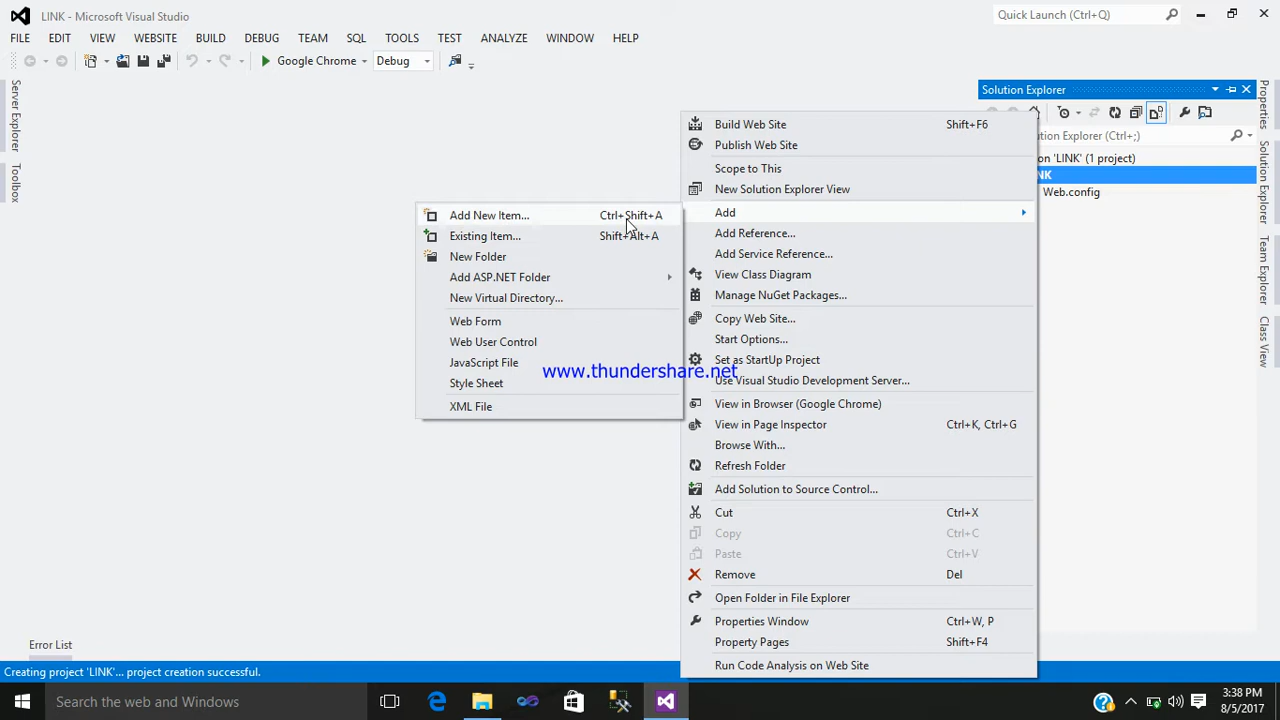 LINK - Microsoft Visual Studio
Quick Launch (Ctrl+Q)
FILE EDIT VIEW WEBSITE BUILD DEBUG TEAM SQL TOOLS TEST ANALYZE WINDOW HELP
Google Chrome Debug
Server Explorer
Toolbox
Solution Explorer
Solution Explorer (Ctrl+;)
on 'LINK' (1 project)
NK
Web.config
Properties
Solution Explorer
Team Explorer
Class View
Build Web Site Shift+F6
Publish Web Site
Scope to This
New Solution Explorer View
Add
Add Reference...
Add Service Reference...
View Class Diagram
Manage NuGet Packages...
Copy Web Site...
Start Options...
Set as StartUp Project
Use Visual Studio Development Server...
View in Browser (Google Chrome)
View in Page Inspector Ctrl+K, Ctrl+G
Browse With...
Refresh Folder
Add Solution to Source Control...
Cut Ctrl+X
Copy Ctrl+C
Paste Ctrl+V
Remove Del
Open Folder in File Explorer
Properties Window Ctrl+W, P
Property Pages Shift+F4
Run Code Analysis on Web Site
Add New Item... Ctrl+Shift+A
Existing Item... Shift+Alt+A
New Folder
Add ASP.NET Folder
New Virtual Directory...
Web Form
Web User Control
JavaScript File
Style Sheet
XML File
www.thundershare.net
Error List
Creating project 'LINK'... project creation successful.
Search the web and Windows
3:38 PM
8/5/2017